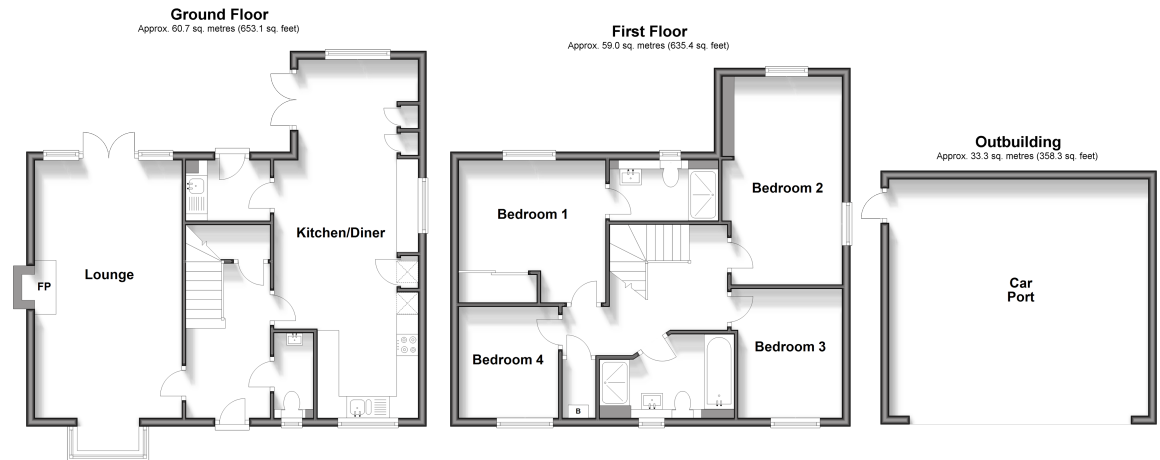 Ground Floor
Approx. 60.7 sq. metres (653.1 sq. feet)
Lounge
FP
Kitchen/Diner
First Floor
Approx. 59.0 sq. metres (635.4 sq. feet)
Bedroom 1
Bedroom 2
Bedroom 3
Bedroom 4
B
Outbuilding
Approx. 33.3 sq. metres (358.3 sq. feet)
Car
Port